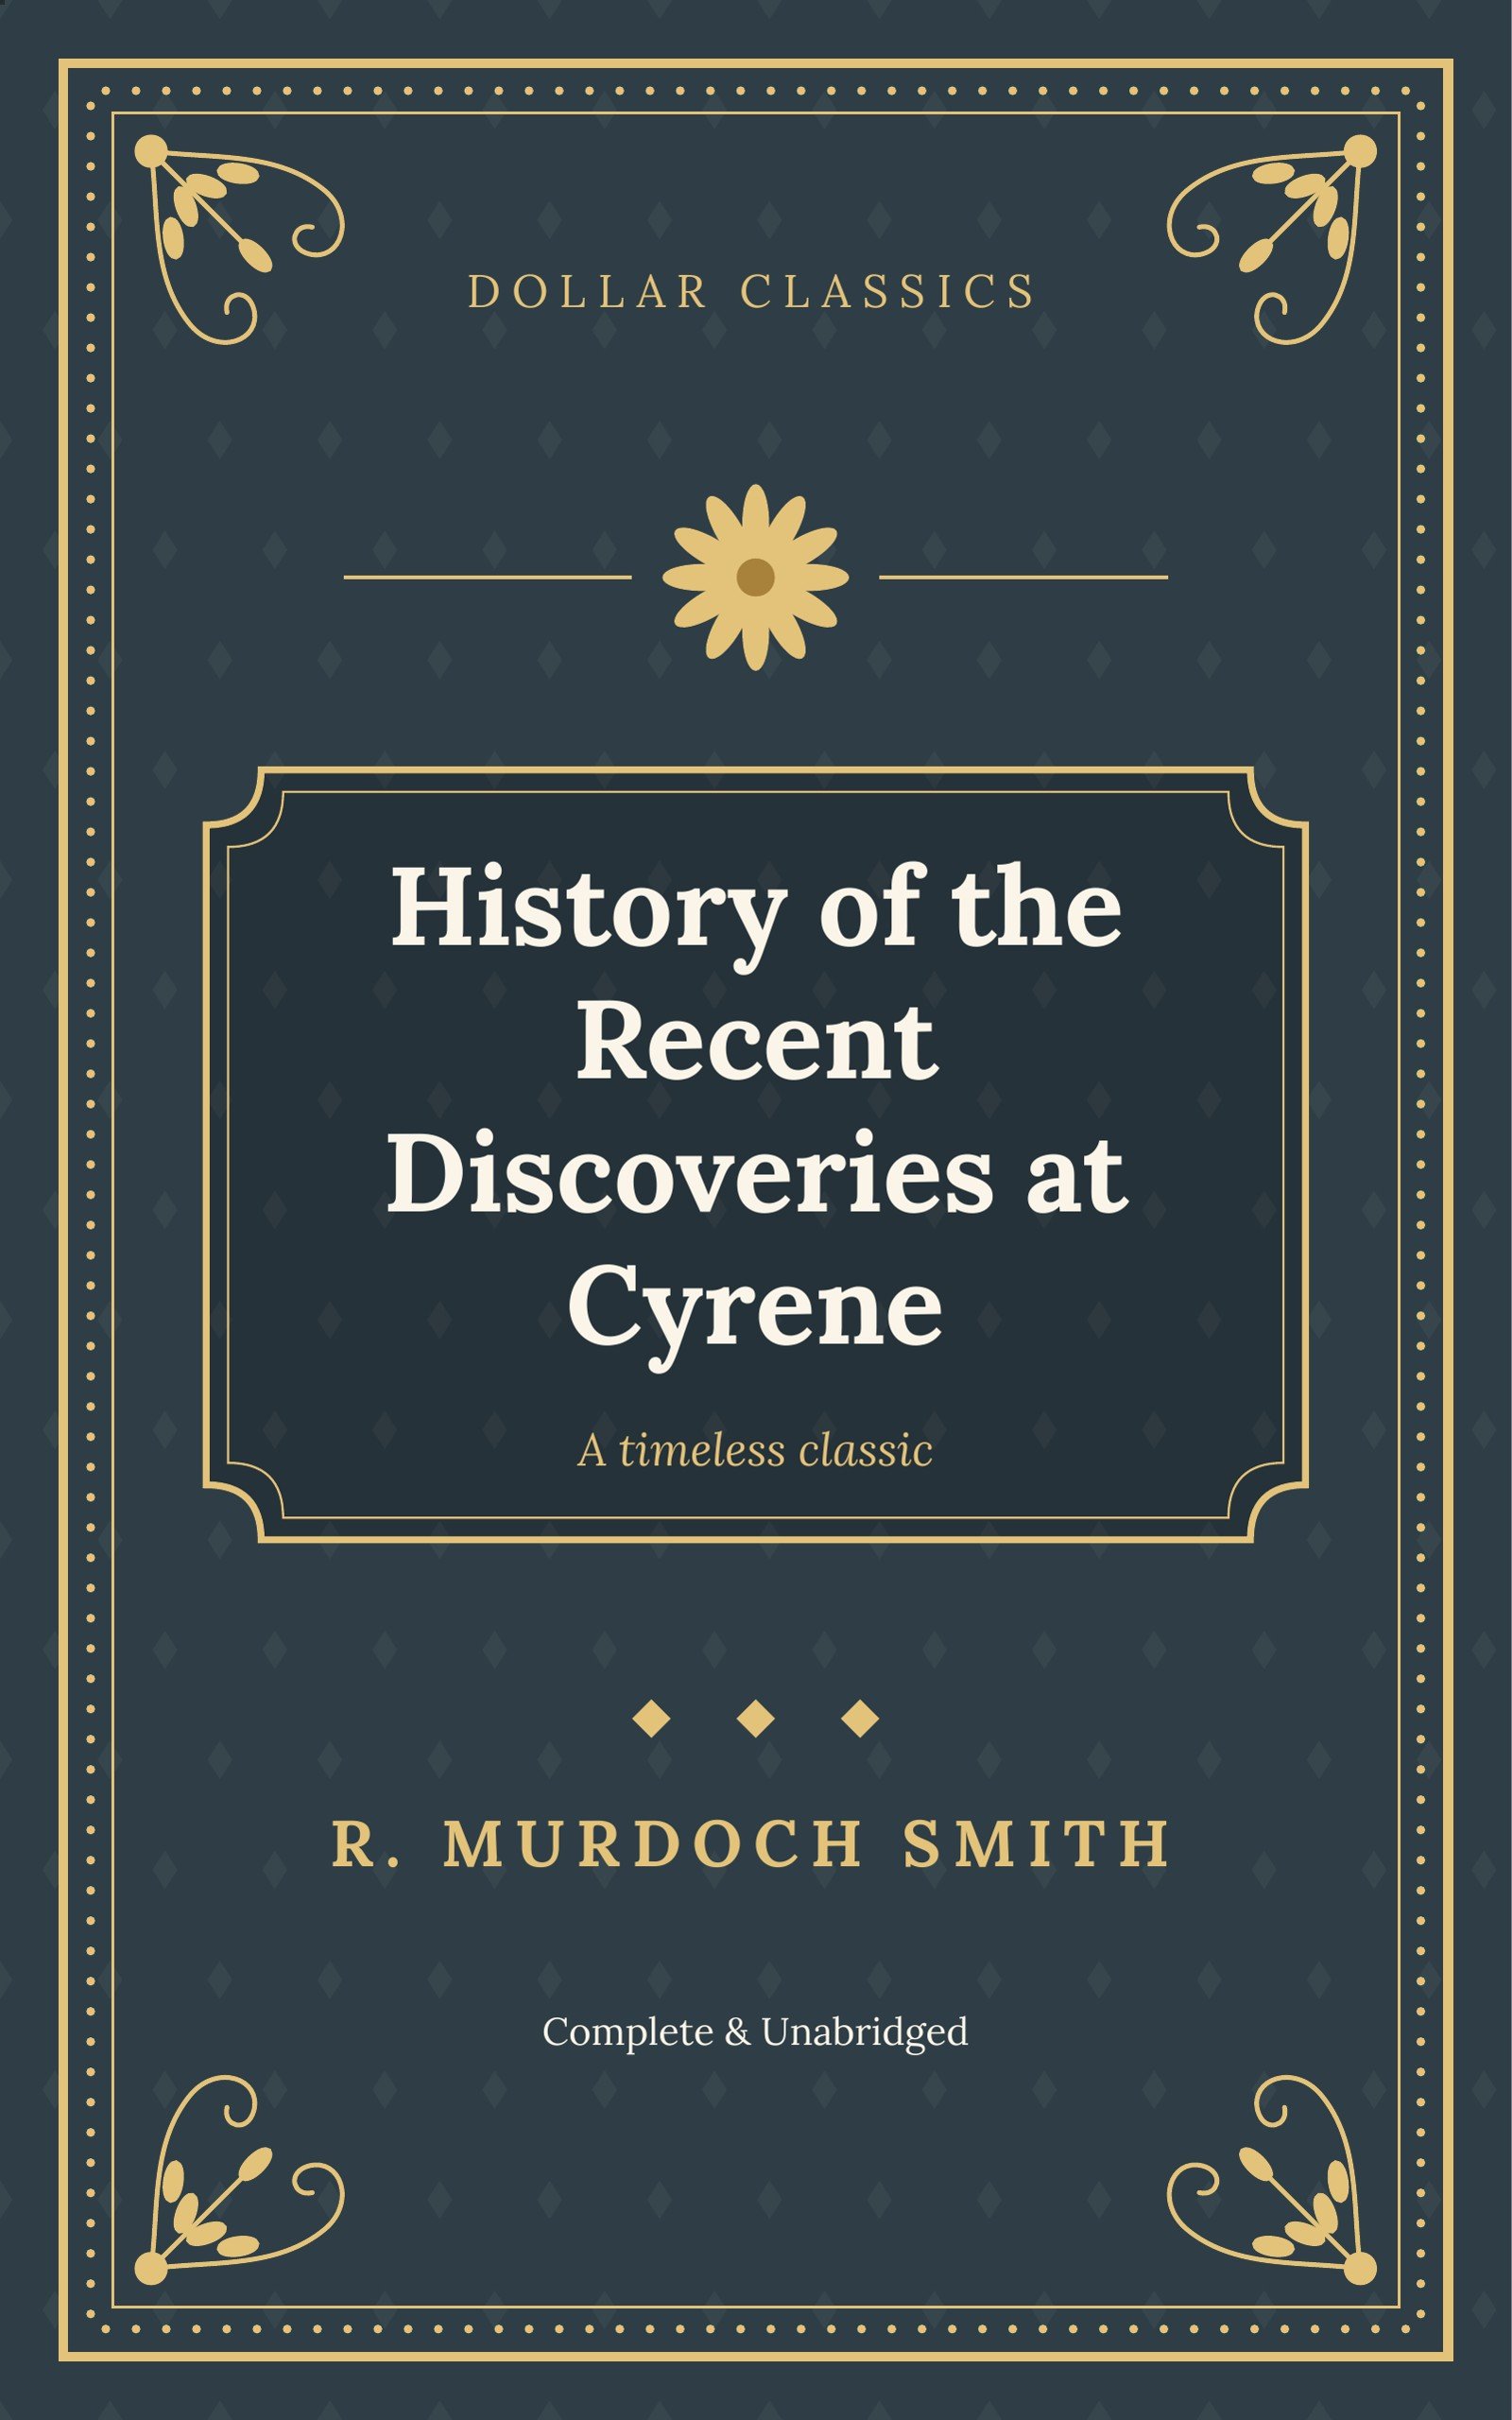 DOLLAR CLASSICS
History of the
Recent
Discoveries at
Cyrene
A timeless classic
R. MURDOCH SMITH
Complete & Unabridged